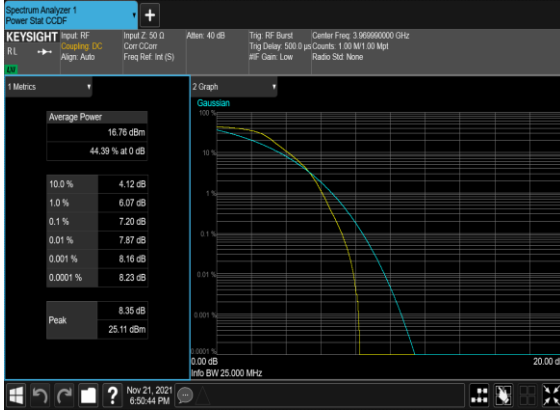 Spectrum Analyzer 1
Power Stat CCDF
+
KEYSIGHT Input: RF Input Z: 50 Ω Atten: 40 dB Trig: RF Burst Center Freq: 3.969990000 GHz
RL Coupling: DC Corr CCorr Trig Delay: 500.0 µs Counts: 1.00 M/1.00 Mpt
Align: Auto Freq Ref: Int (S) #IF Gain: Low Radio Std: None
1 Metrics
2 Graph
Gaussian
Average Power
16.76 dBm
44.39 % at 0 dB
10.0 % 4.12 dB
1.0 % 6.07 dB
0.1 % 7.20 dB
0.01 % 7.87 dB
0.001 % 8.16 dB
0.0001 % 8.23 dB
Peak 8.35 dB
25.11 dBm
100 %
10 %
1 %
0.1 %
0.01 %
0.001 %
0.0001 %
0.00 dB 20.00 d
Info BW 25.000 MHz
? Nov 21, 2021
6:50:44 PM